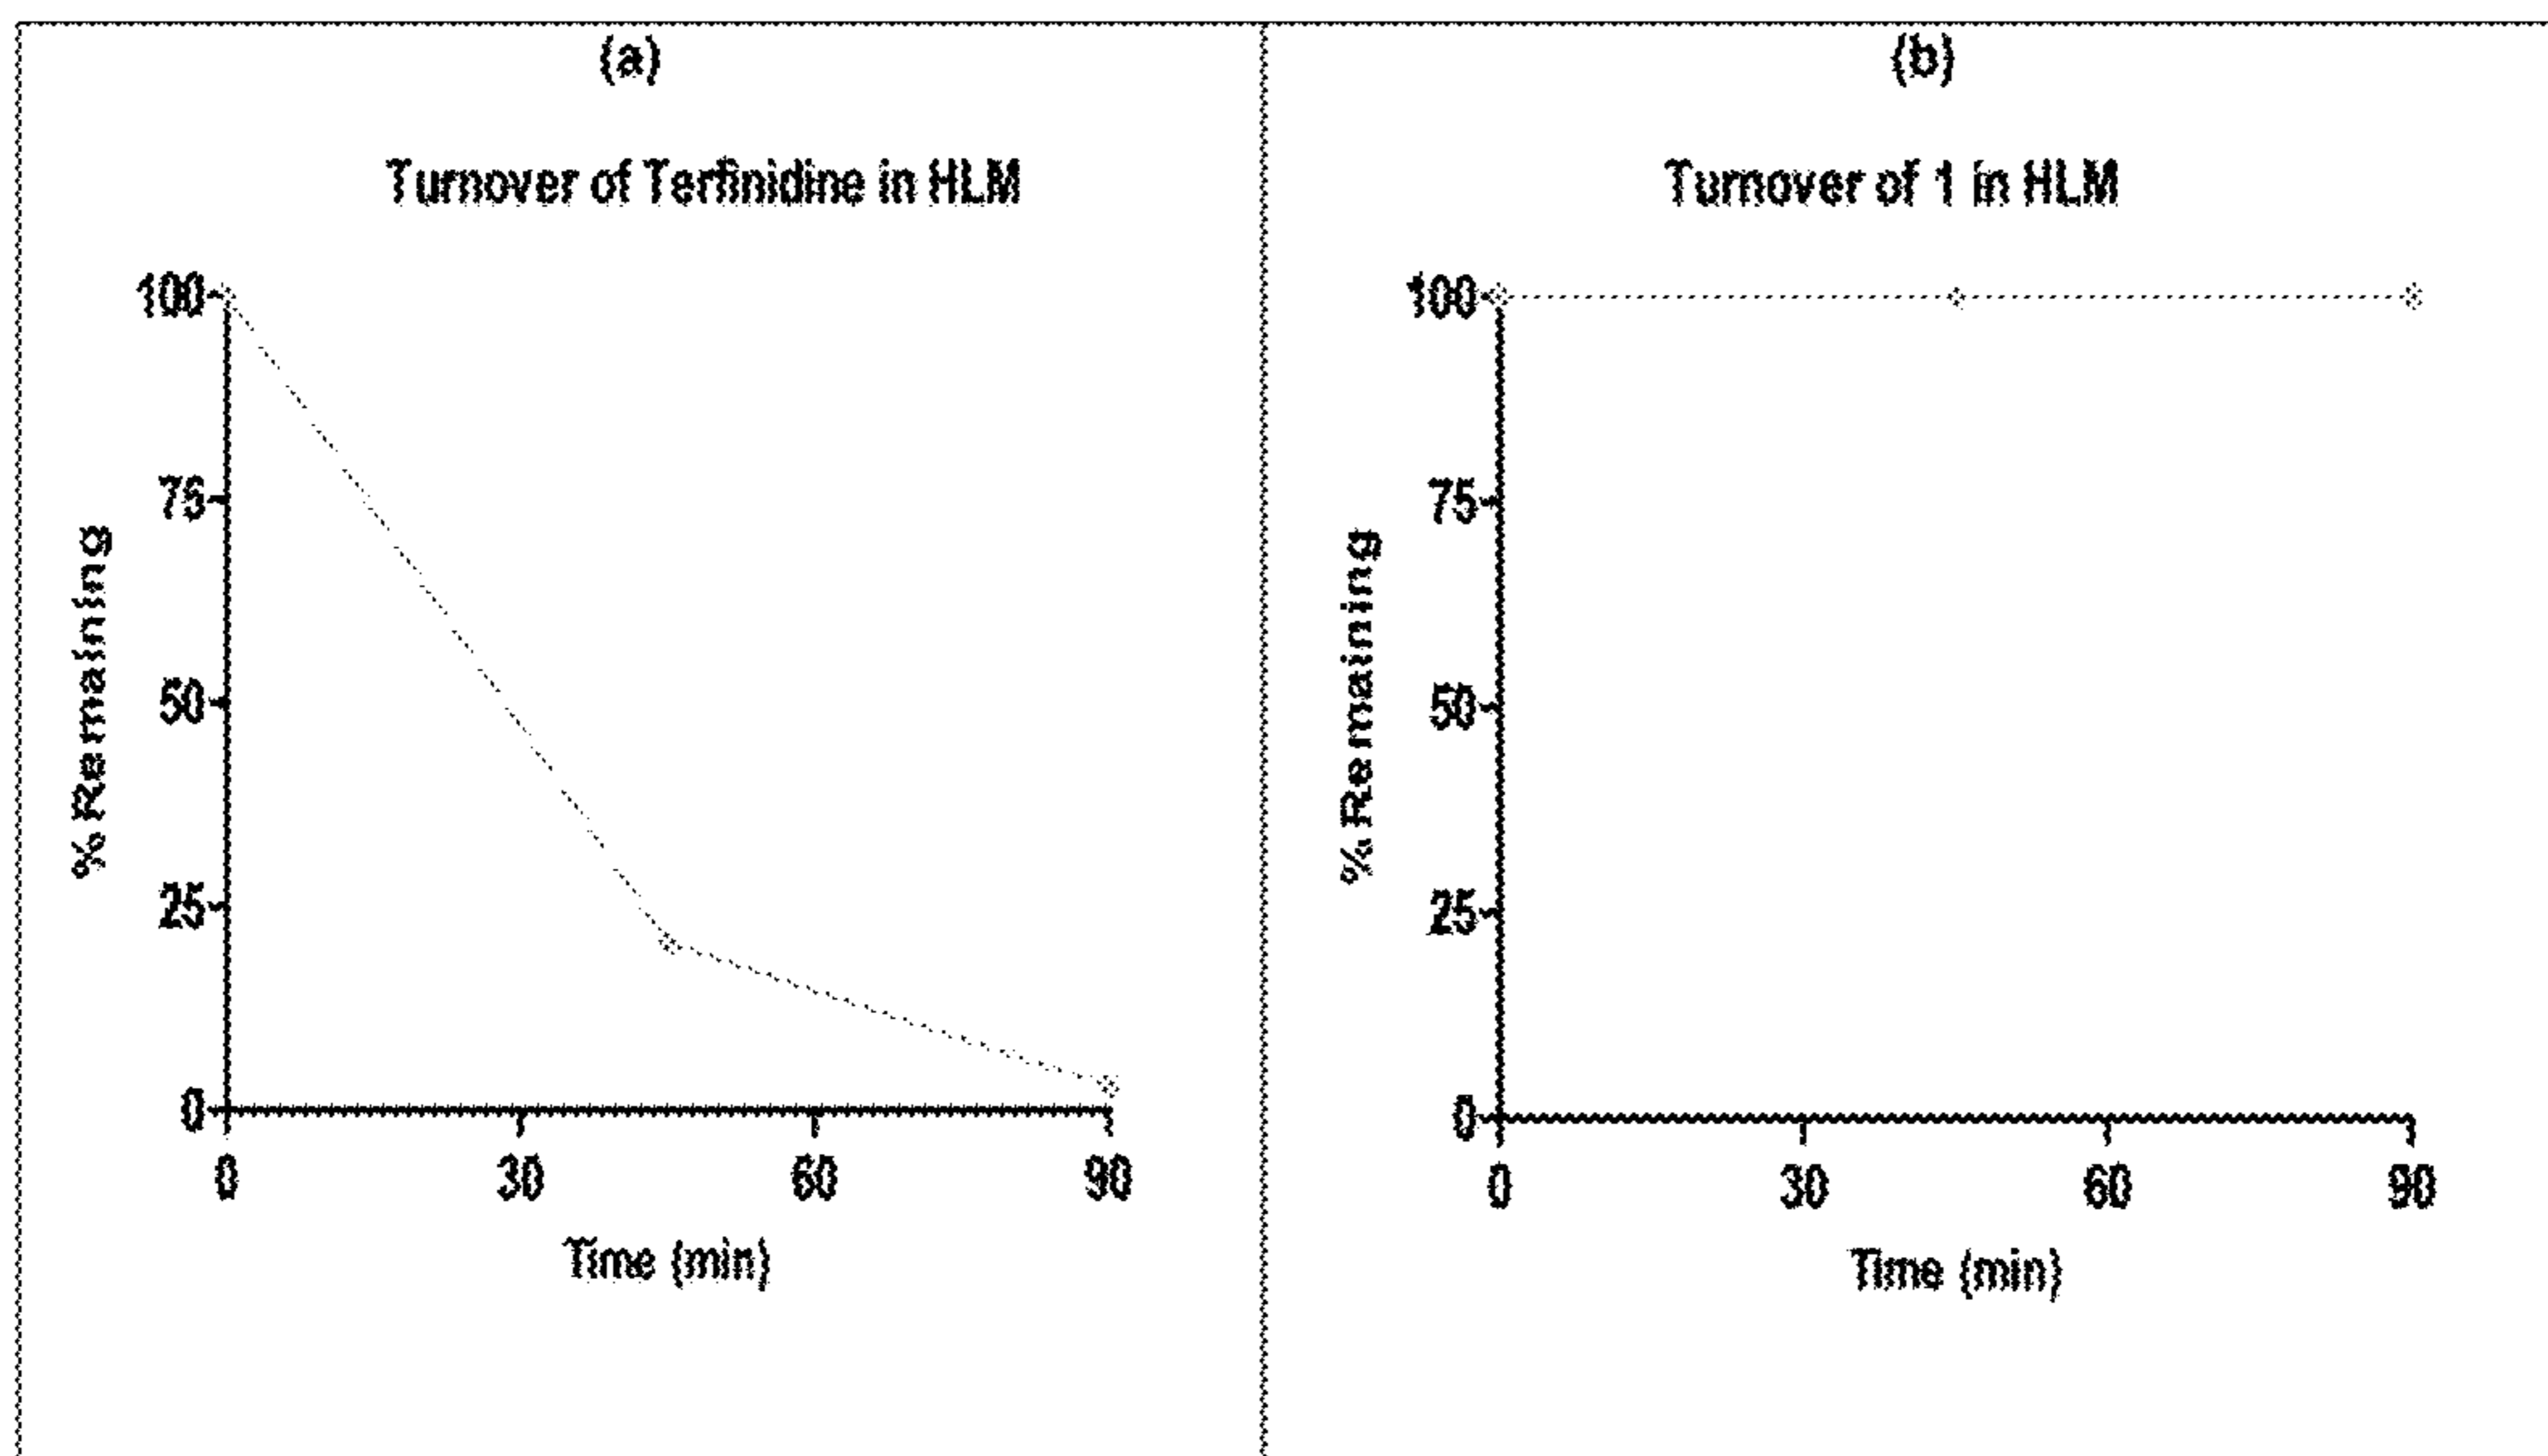 (a)
Turnover of Terfinidine in HLM
100
75
50
25
0
% Remaining
0 30 60 90
Time (min)
(b)
Turnover of 1 in HLM
100
75
50
25
0
% Remaining
0 30 60 90
Time (min)